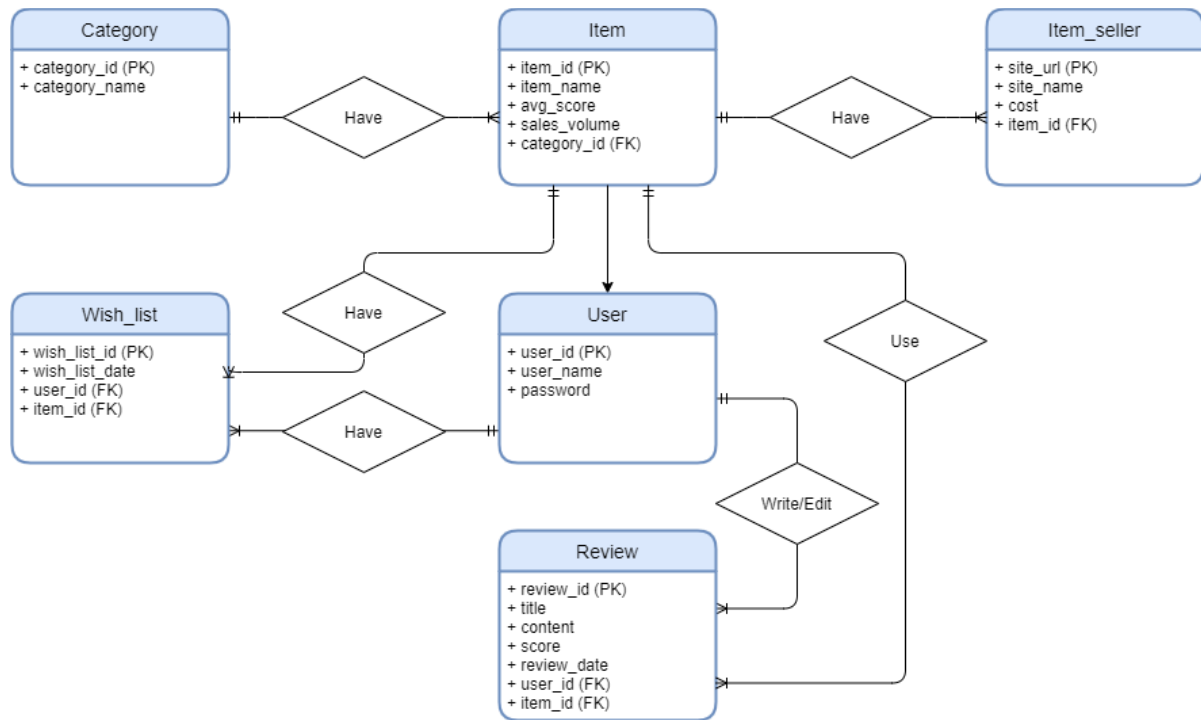 Category
+ category_id (PK)
+ category_name
Have
Item
+ item_id (PK)
+ item_name
+ avg_score
+ sales_volume
+ category_id (FK)
Have
Item_seller
+ site_url (PK)
+ site_name
+ cost
+ item_id (FK)
Wish_list
+ wish_list_id (PK)
+ wish_list_date
+ user_id (FK)
+ item_id (FK)
Have
Have
User
+ user_id (PK)
+ user_name
+ password
Use
Write/Edit
Review
+ review_id (PK)
+ title
+ content
+ score
+ review_date
+ user_id (FK)
+ item_id (FK)